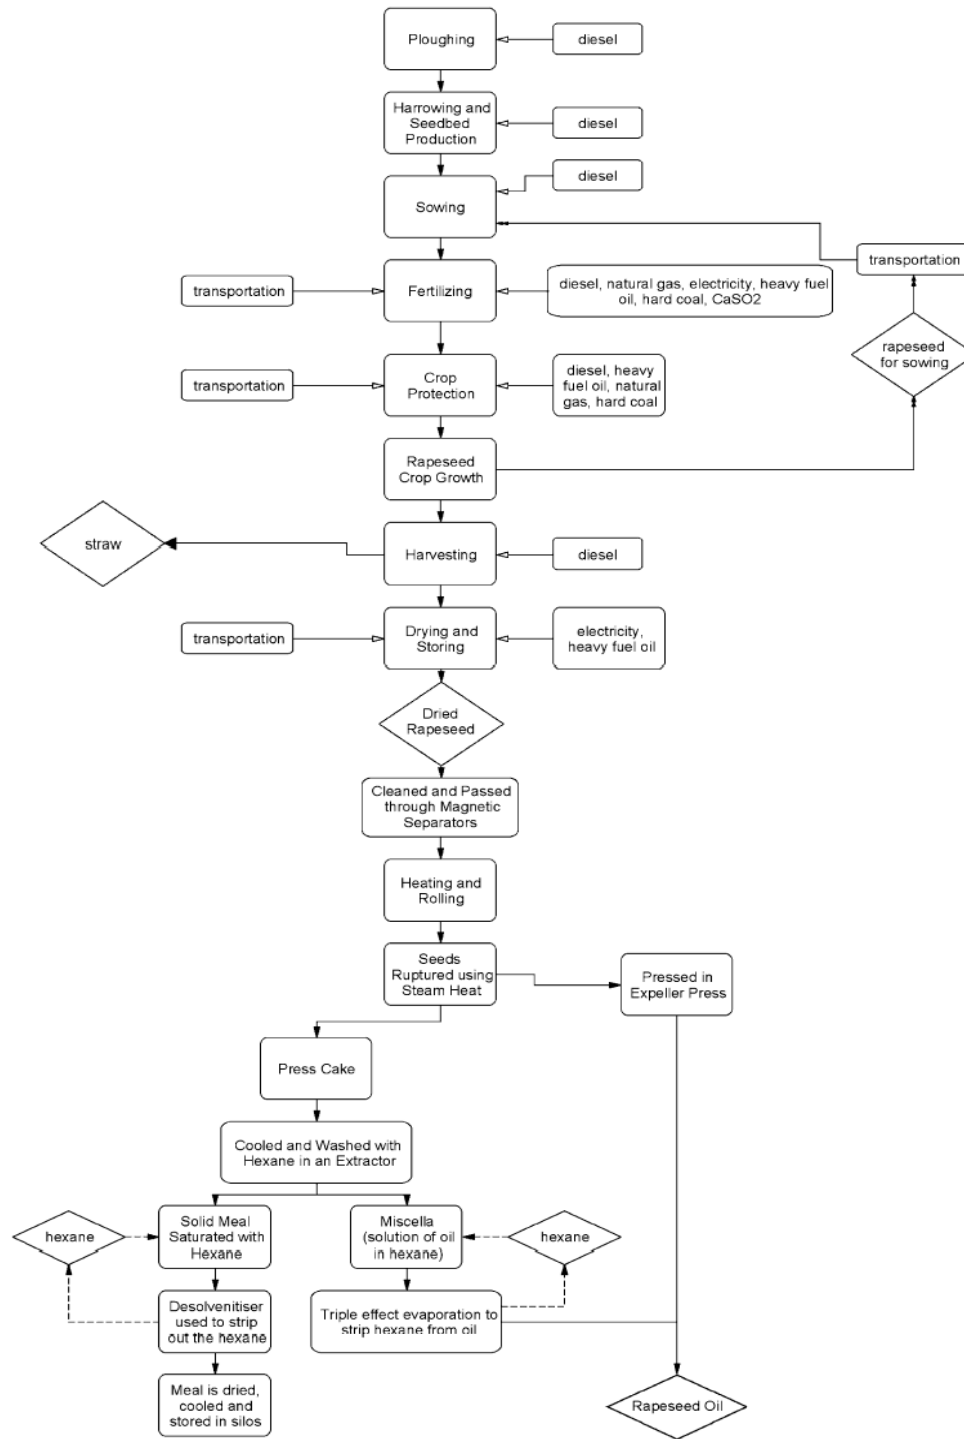 Ploughing
diesel
Harrowing and
Seedbed
Production
diesel
diesel
Sowing
transportation
transportation
Fertilizing
diesel, natural gas, electricity, heavy fuel
oil, hard coal, CaSO2
rapeseed
for sowing
transportation
Crop
Protection
diesel, heavy
fuel oil, natural
gas, hard coal
Rapeseed
Crop Growth
straw
Harvesting
diesel
transportation
Drying and
Storing
electricity,
heavy fuel oil
Dried
Rapeseed
Cleaned and Passed
through Magnetic
Separators
Heating and
Rolling
Seeds
Ruptured using
Steam Heat
Pressed in
Expeller Press
Press Cake
Cooled and Washed with
Hexane in an Extractor
hexane
Solid Meal
Saturated with
Hexane
Miscella
(solution of oil
in hexane)
hexane
Desolvenitiser
used to strip
out the hexane
Triple effect evaporation to
strip hexane from oil
Meal is dried,
cooled and
stored in silos
Rapeseed Oil